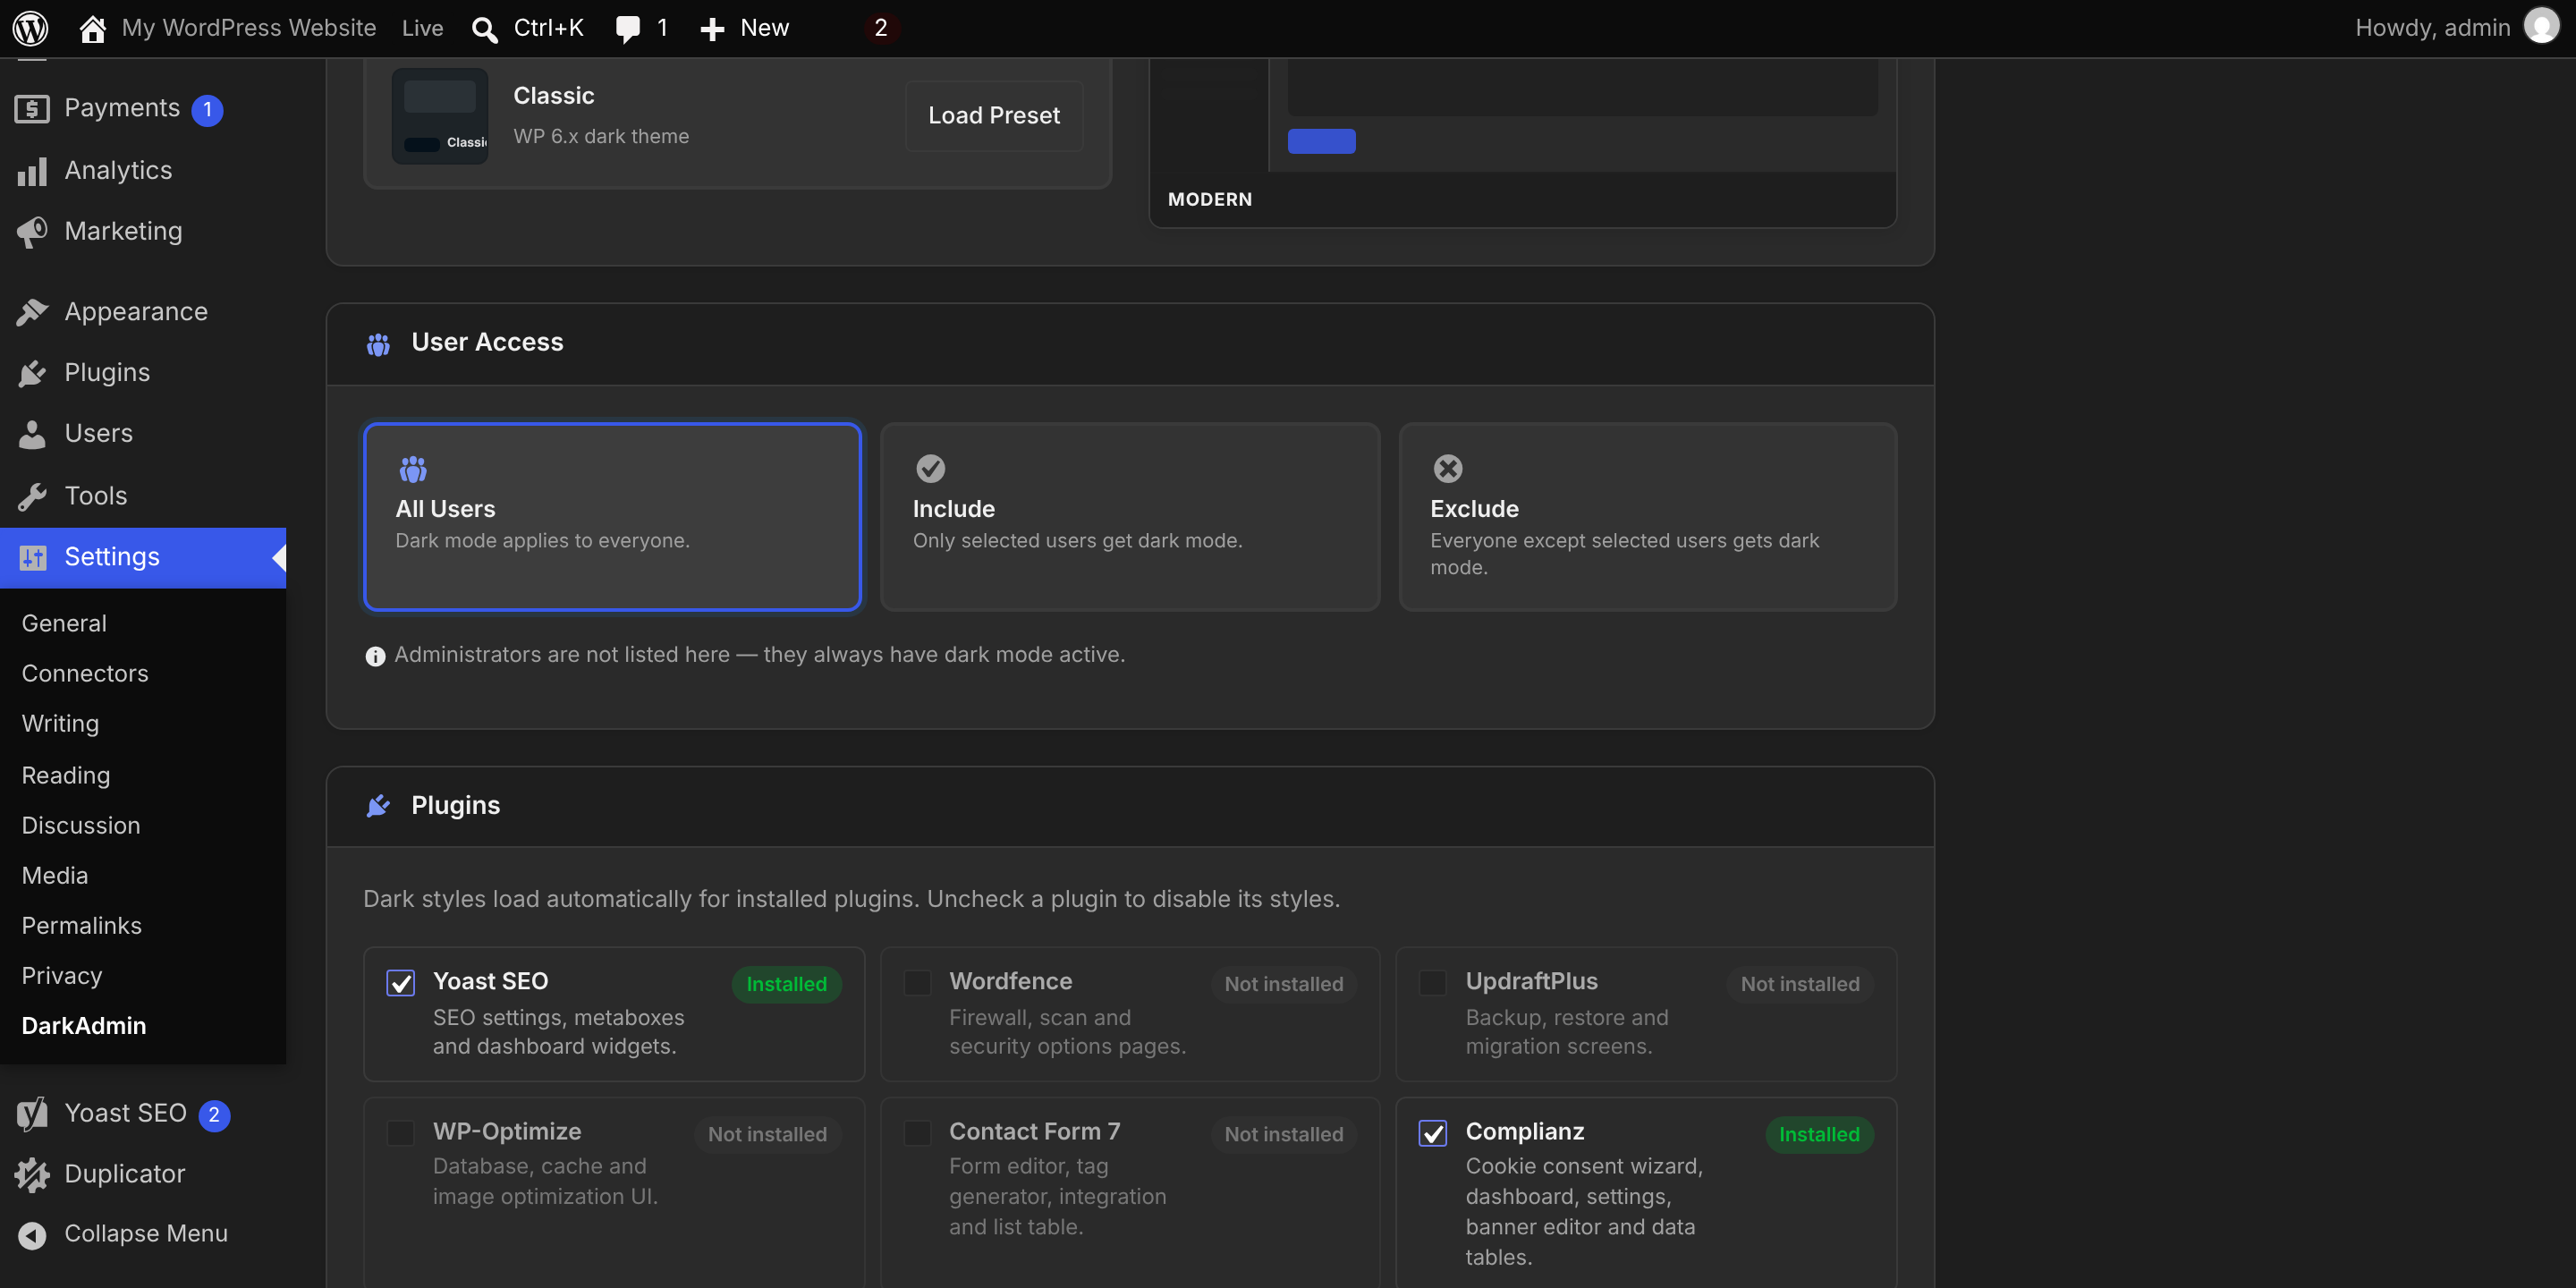 My WordPress Website
Live
Ctrl+K
1
New
2
Howdy, admin
Payments 1
Analytics
Marketing
Appearance
Plugins
Users
Tools
Settings
General
Connectors
Writing
Reading
Discussion
Media
Permalinks
Privacy
DarkAdmin
Yoast SEO 2
Duplicator
Collapse Menu
Classic
Classic
WP 6.x dark theme
Load Preset
MODERN
User Access
All Users
Dark mode applies to everyone.
Include
Only selected users get dark mode.
Exclude
Everyone except selected users gets dark
mode.
Administrators are not listed here — they always have dark mode active.
Plugins
Dark styles load automatically for installed plugins. Uncheck a plugin to disable its styles.
Yoast SEO
Installed
SEO settings, metaboxes
and dashboard widgets.
Wordfence
Not installed
Firewall, scan and
security options pages.
UpdraftPlus
Not installed
Backup, restore and
migration screens.
WP-Optimize
Not installed
Database, cache and
image optimization UI.
Contact Form 7
Not installed
Form editor, tag
generator, integration
and list table.
Complianz
Installed
Cookie consent wizard,
dashboard, settings,
banner editor and data
tables.